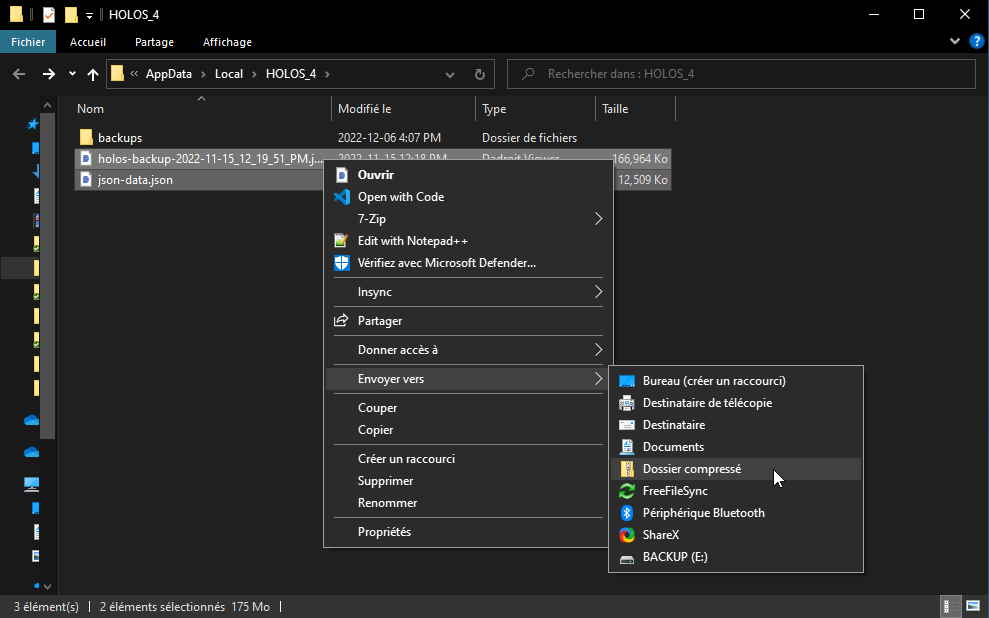 HOLOS_4
Fichier Accueil Partage Affichage
« AppData › Local › HOLOS_4 › Rechercher dans : HOLOS_4
Nom Modifié le Type Taille
backups 2022-12-06 4:07 PM Dossier de fichiers
holos-backup-2022-11-15_12_19_51_PM.j... 2022-11-15 12:18 PM Dadroit Viewer 166,964 Ko
json-data.json 12,509 Ko
Ouvrir
Open with Code
7-Zip
Edit with Notepad++
Vérifiez avec Microsoft Defender...
Insync
Partager
Donner accès à
Envoyer vers
Couper
Copier
Créer un raccourci
Supprimer
Renommer
Propriétés
Bureau (créer un raccourci)
Destinataire de télécopie
Destinataire
Documents
Dossier compressé
FreeFileSync
Périphérique Bluetooth
ShareX
BACKUP (E:)
3 élément(s) 2 éléments sélectionnés 175 Mo